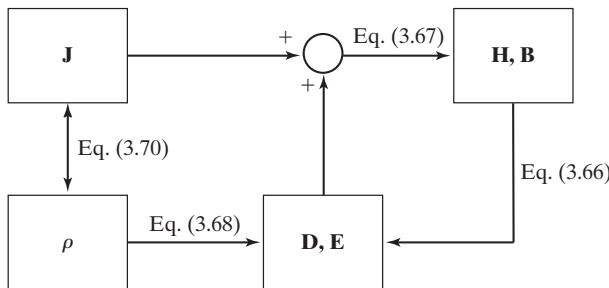 J
+
Eq. (3.67)
H, B
+
Eq. (3.70)
Eq. (3.66)
ρ
Eq. (3.68)
D, E